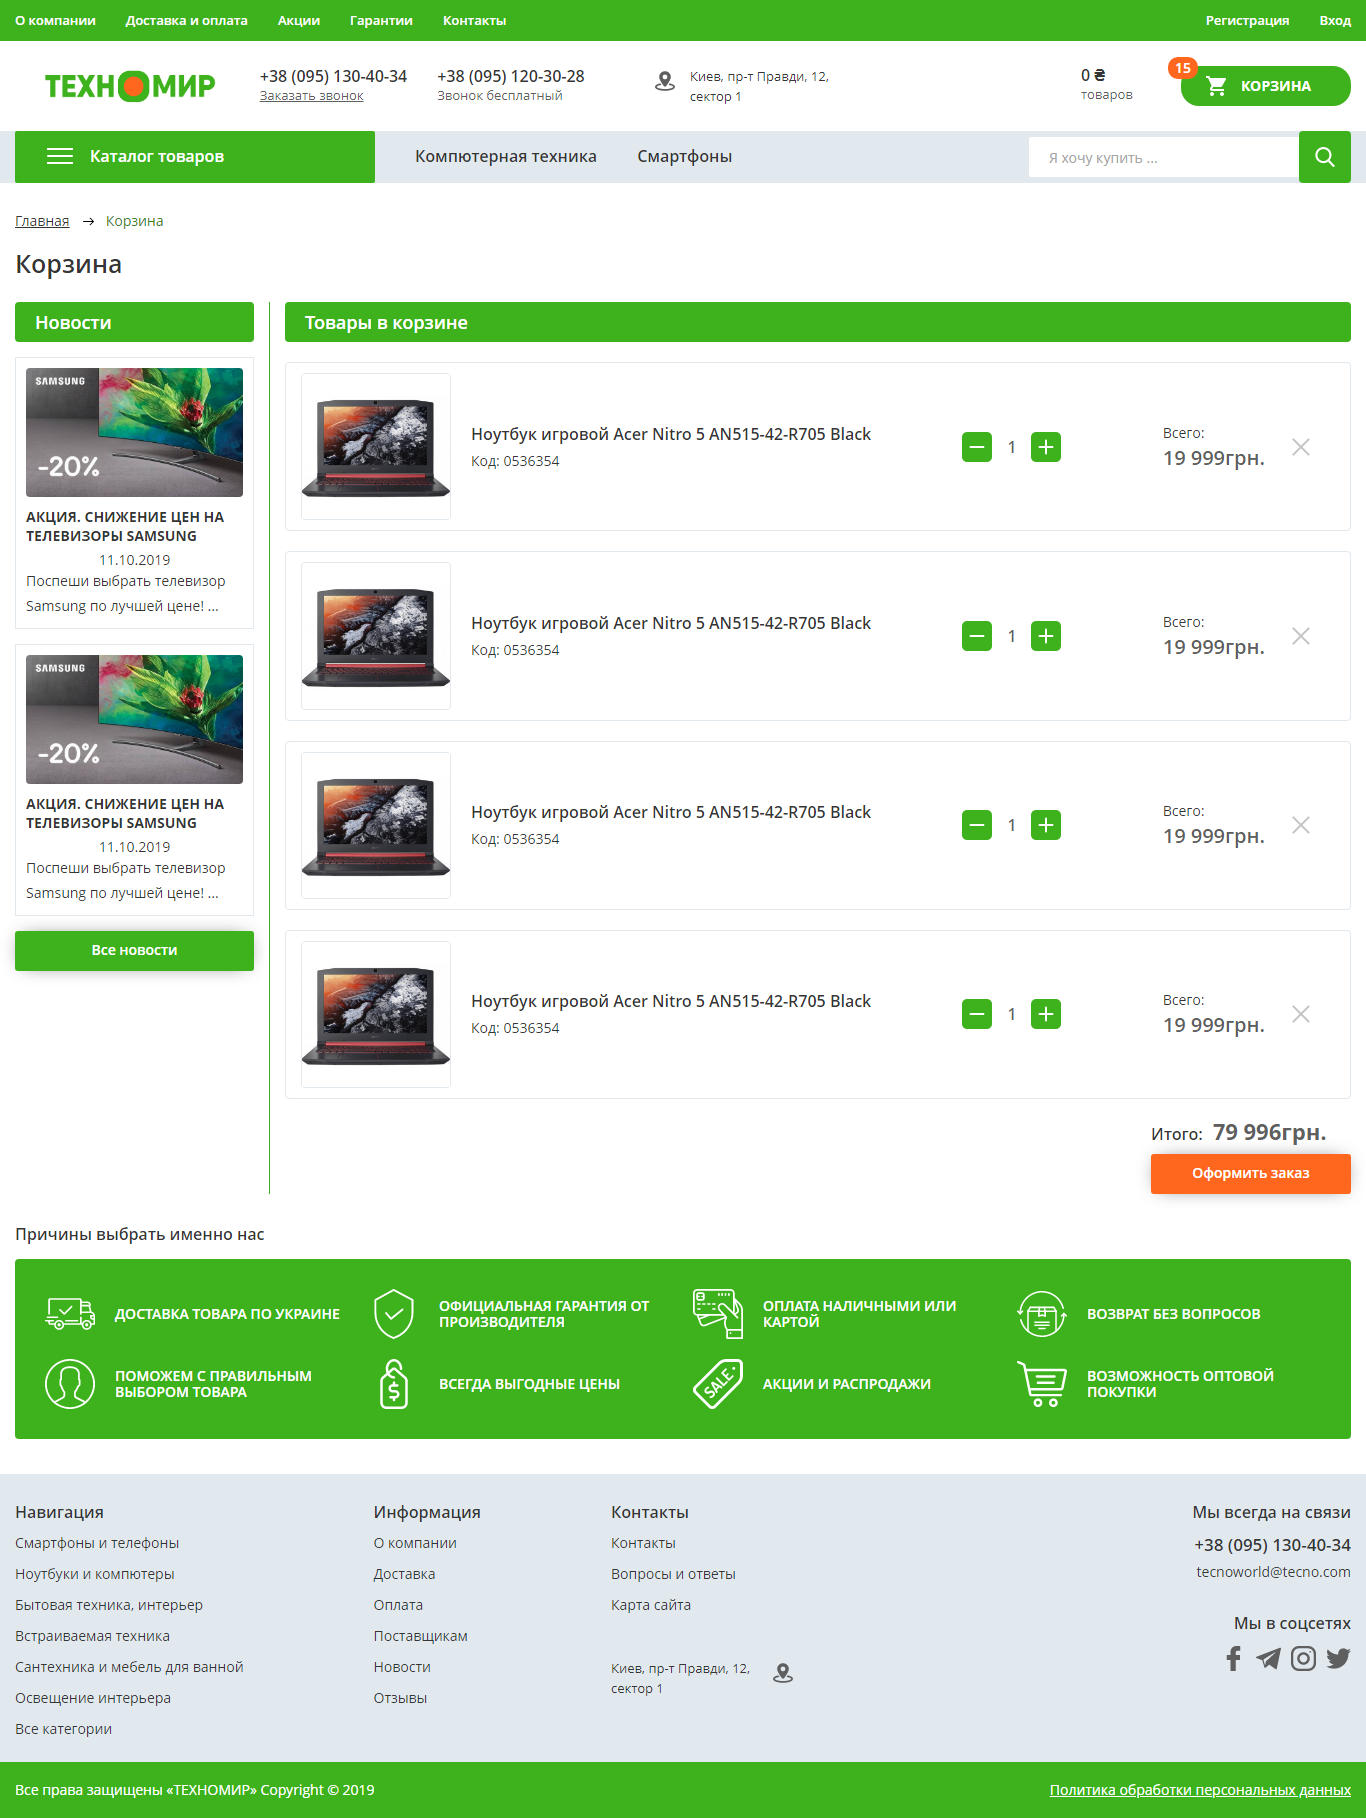 О компании Доставка и оплата Акции Гарантии Контакты Регистрация Вход
ТЕХНОМИР
+38 (095) 130-40-34
Заказать звонок
+38 (095) 120-30-28
Звонок бесплатный
Киев, пр-т Правди, 12,
сектор 1
0 ₴
товаров
15
КОРЗИНА
Каталог товаров
Компютерная техника
Смартфоны
Я хочу купить ...
Главная → Корзина
Корзина
Новости
SAMSUNG
-20%
АКЦИЯ. СНИЖЕНИЕ ЦЕН НА
ТЕЛЕВИЗОРЫ SAMSUNG
11.10.2019
Поспеши выбрать телевизор
Samsung по лучшей цене! ...
SAMSUNG
-20%
АКЦИЯ. СНИЖЕНИЕ ЦЕН НА
ТЕЛЕВИЗОРЫ SAMSUNG
11.10.2019
Поспеши выбрать телевизор
Samsung по лучшей цене! ...
Все новости
Товары в корзине
Ноутбук игровой Acer Nitro 5 AN515-42-R705 Black
Код: 0536354
1
Всего:
19 999грн.
Ноутбук игровой Acer Nitro 5 AN515-42-R705 Black
Код: 0536354
1
Всего:
19 999грн.
Ноутбук игровой Acer Nitro 5 AN515-42-R705 Black
Код: 0536354
1
Всего:
19 999грн.
Ноутбук игровой Acer Nitro 5 AN515-42-R705 Black
Код: 0536354
1
Всего:
19 999грн.
Итого: 79 996грн.
Оформить заказ
Причины выбрать именно нас
ДОСТАВКА ТОВАРА ПО УКРАИНЕ
ОФИЦИАЛЬНАЯ ГАРАНТИЯ ОТ
ПРОИЗВОДИТЕЛЯ
ОПЛАТА НАЛИЧНЫМИ ИЛИ
КАРТОЙ
ВОЗВРАТ БЕЗ ВОПРОСОВ
ПОМОЖЕМ С ПРАВИЛЬНЫМ
ВЫБОРОМ ТОВАРА
ВСЕГДА ВЫГОДНЫЕ ЦЕНЫ
SALE
АКЦИИ И РАСПРОДАЖИ
ВОЗМОЖНОСТЬ ОПТОВОЙ
ПОКУПКИ
Навигация
Смартфоны и телефоны
Ноутбуки и компютеры
Бытовая техника, интерьер
Встраиваемая техника
Сантехника и мебель для ванной
Освещение интерьера
Все категории
Информация
О компании
Доставка
Оплата
Поставщикам
Новости
Отзывы
Контакты
Контакты
Вопросы и ответы
Карта сайта
Киев, пр-т Правди, 12,
сектор 1
Мы всегда на связи
+38 (095) 130-40-34
tecnoworld@tecno.com
Мы в соцсетях
Все права защищены «ТЕХНОМИР» Copyright © 2019
Политика обработки персональных данных